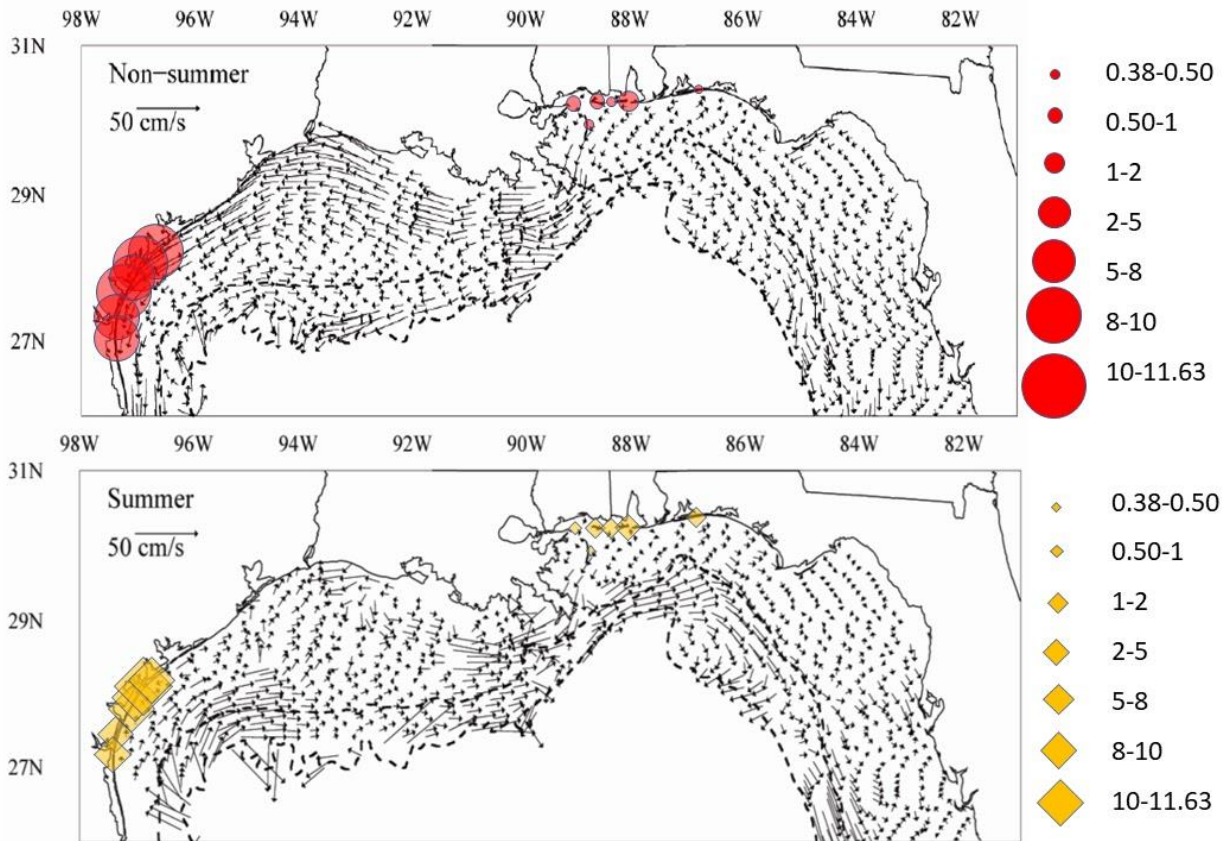 98W 96W 94W 92W 90W 88W 86W 84W 82W
31N
Non-summer
50 cm/s
29N
27N
0.38-0.50
0.50-1
1-2
2-5
5-8
8-10
10-11.63
98W 96W 94W 92W 90W 88W 86W 84W 82W
31N
Summer
50 cm/s
29N
27N
0.38-0.50
0.50-1
1-2
2-5
5-8
8-10
10-11.63